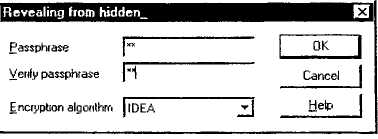 Revealing from hidden_
Passphrase ** OK
Verify passphrase ** Cancel
Encryption algorithm IDEA Help